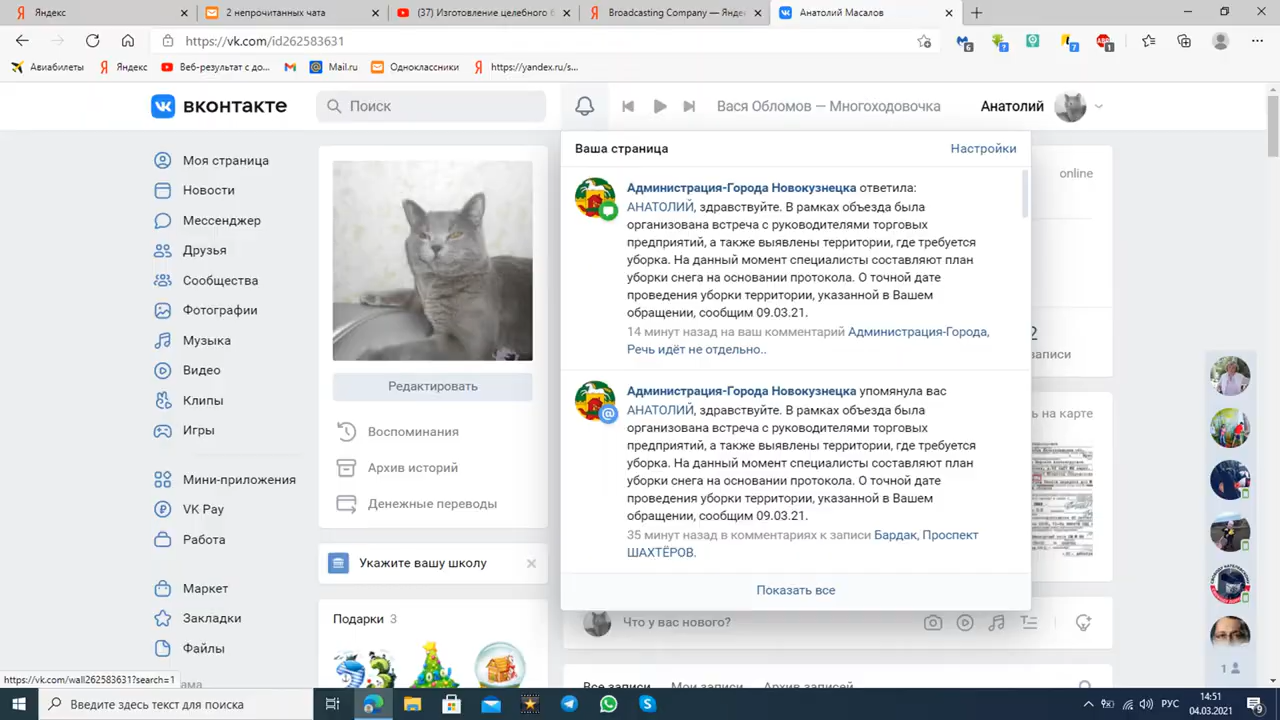 Яндекс
2 непрочитанных чата
(37) Изготовление целебного б
Broadcasting Company — Янде
Анатолий Масалов
https://vk.com/id262583631
6
?
7
1
Авиабилеты
Яндекс
Веб-результат с до...
Mail.ru
Одноклассники
https://yandex.ru/s...
вконтакте
Поиск
Вася Обломов — Многоходовочка
Анатолий
Моя страница
Новости
Мессенджер
Друзья
Сообщества
Фотографии
Музыка
Видео
Клипы
Игры
Мини-приложения
VK Pay
Работа
Маркет
Закладки
Файлы
Редактировать
Воспоминания
Архив историй
Денежные переводы
Укажите вашу школу
Подарки 3
Ваша страница
Настройки
Администрация-Города Новокузнецка ответила:
АНАТОЛИЙ, здравствуйте. В рамках объезда была
организована встреча с руководителями торговых
предприятий, а также выявлены территории, где требуется
уборка. На данный момент специалисты составляют план
уборки снега на основании протокола. О точной дате
проведения уборки территории, указанной в Вашем
обращении, сообщим 09.03.21.
14 минут назад на ваш комментарий Администрация-Города,
Речь идёт не отдельно..
Администрация-Города Новокузнецка упомянула вас
АНАТОЛИЙ, здравствуйте. В рамках объезда была
организована встреча с руководителями торговых
предприятий, а также выявлены территории, где требуется
уборка. На данный момент специалисты составляют план
уборки снега на основании протокола. О точной дате
проведения уборки территории, указанной в Вашем
обращении, сообщим 09.03.21.
35 минут назад в комментариях к записи Бардак, Проспект
ШАХТЁРОВ.
Показать все
online
2
записи
ь на карте
Что у вас нового?
Все записи
Мои записи
Архив записей
1
https://vk.com/wall262583631?search=1
ама
Введите здесь текст для поиска
РУС
14:51
04.03.2021
9